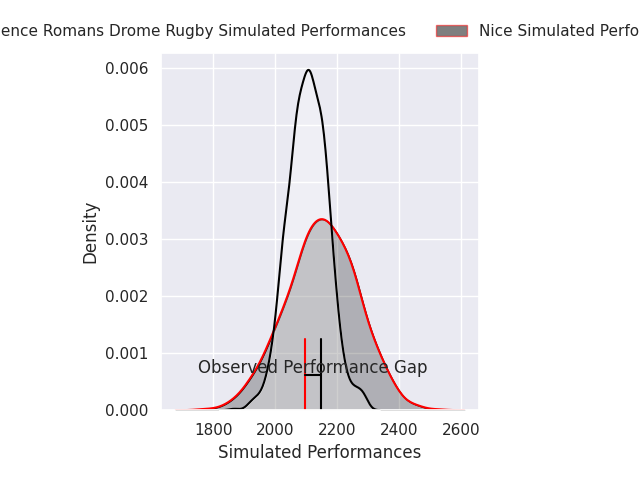 ence Romans Drome Rugby Simulated Performances Nice Simulated Perfo
0.006
0.005
0.004
0.003
0.002
0.001
0.000
Density
Observed Performance Gap
1800 2000 2200 2400 2600
Simulated Performances